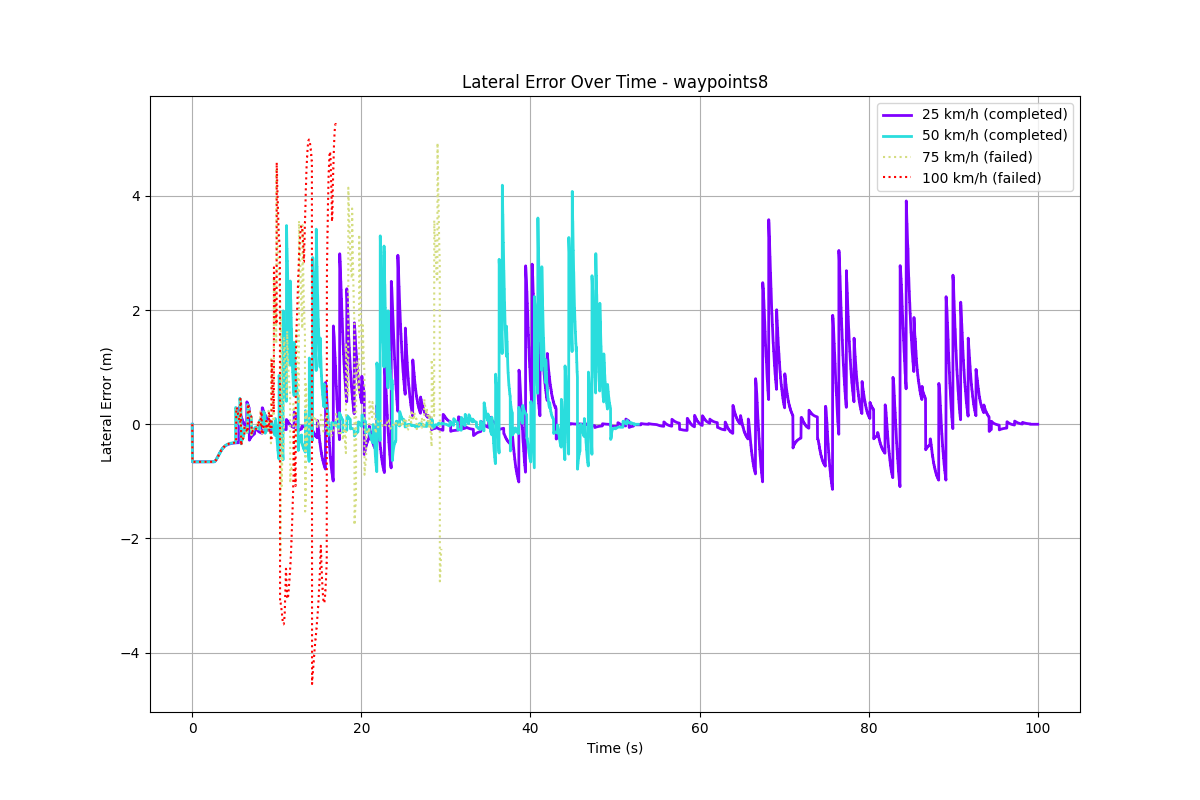 Lateral Error Over Time - waypoints8
25 km/h (completed)
50 km/h (completed)
75 km/h (failed)
100 km/h (failed)
Lateral Error (m)
4
2
0
−2
−4
0 20 40 60 80 100
Time (s)